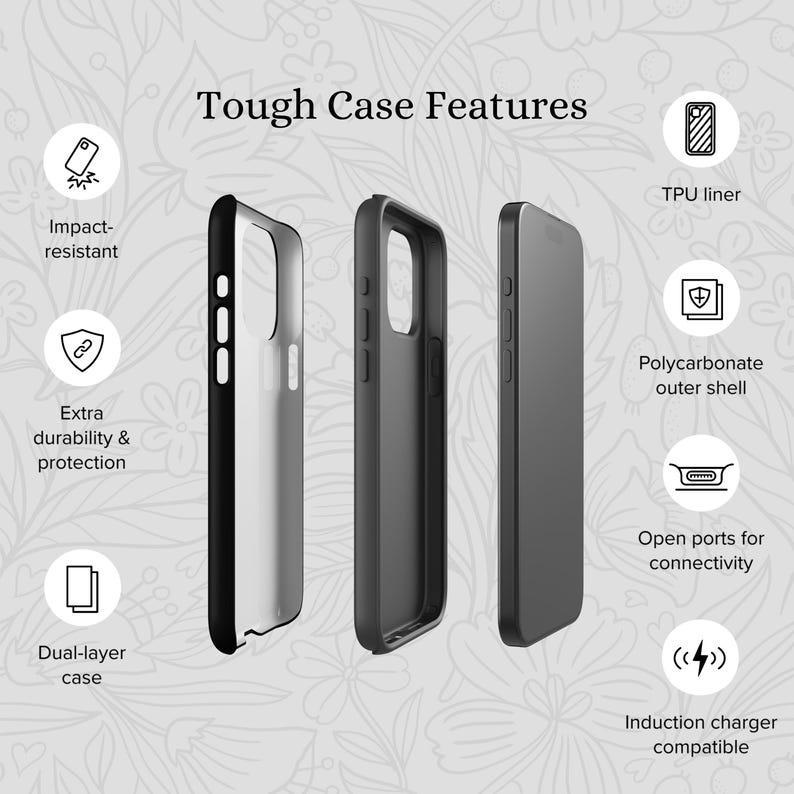 Tough Case Features
Impact-
resistant
Extra
durability &
protection
Dual-layer
case
TPU liner
Polycarbonate
outer shell
Open ports for
connectivity
Induction charger
compatible